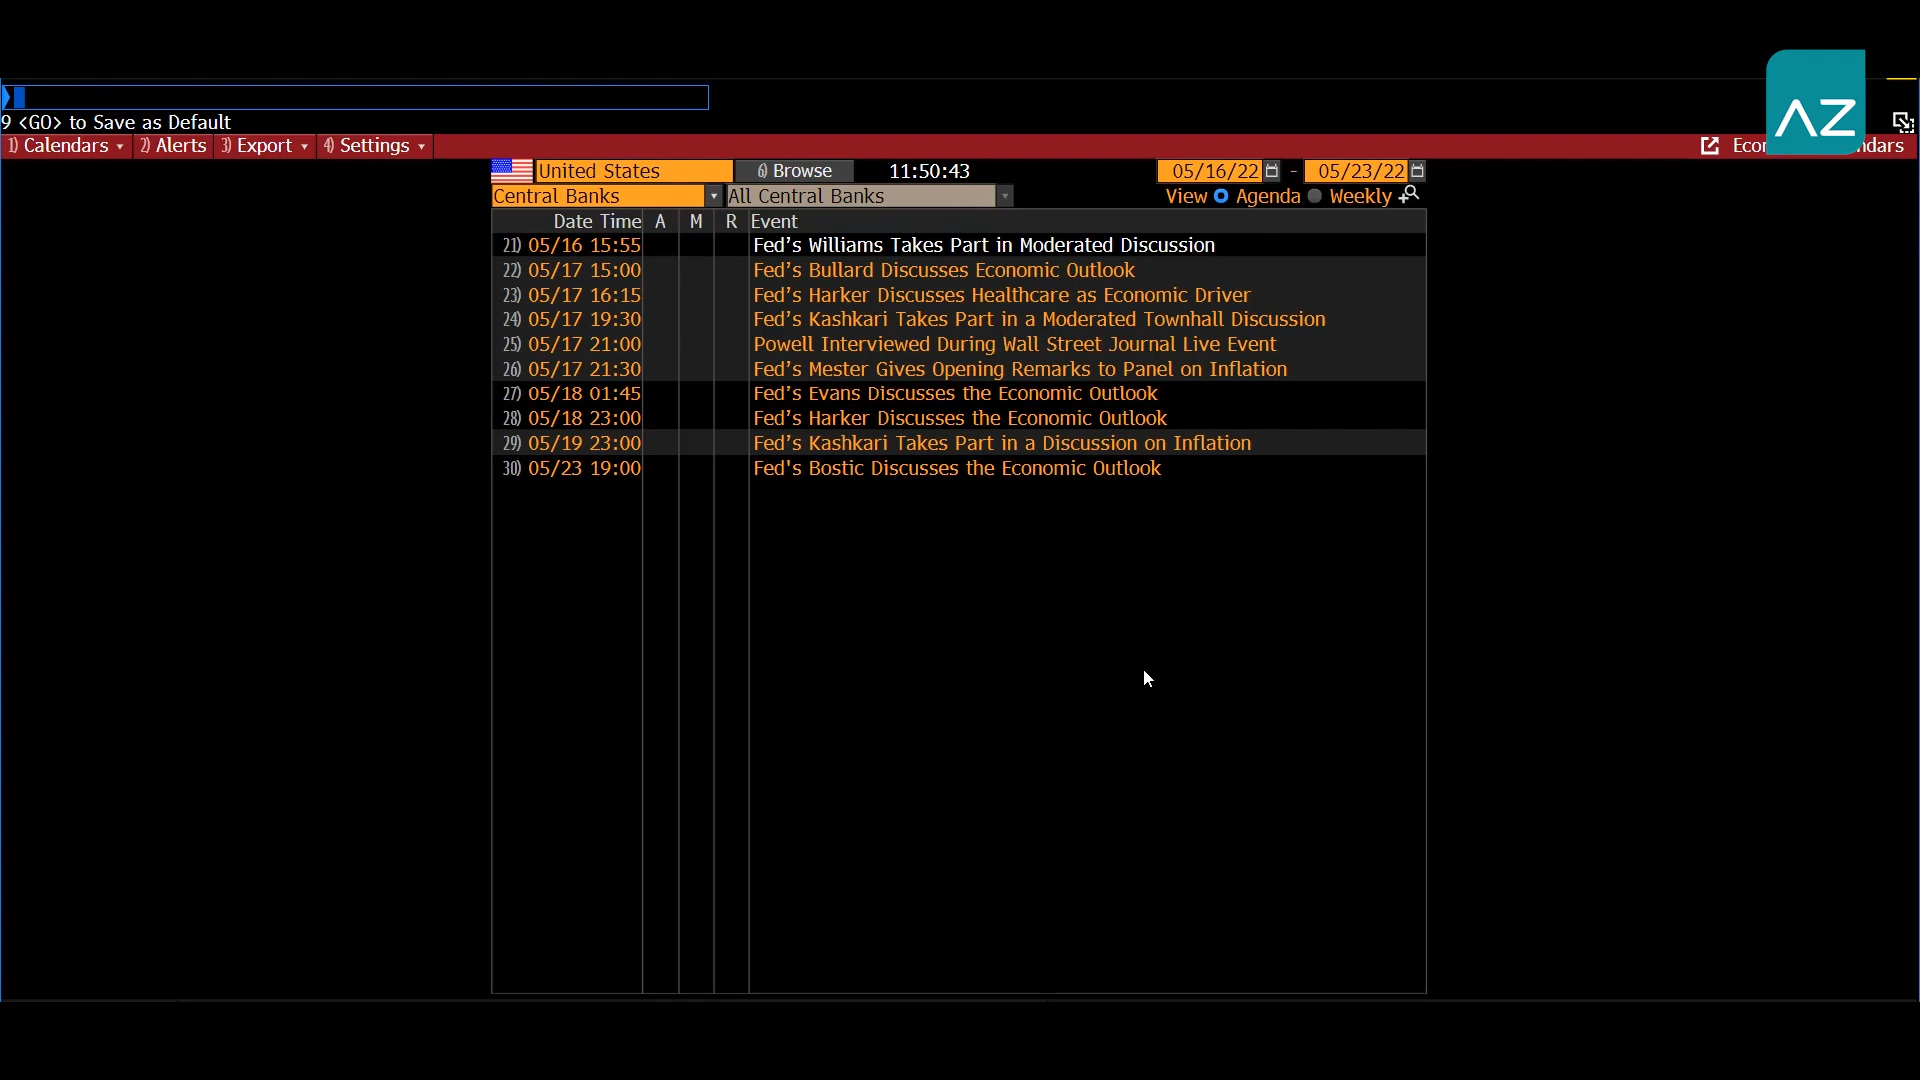 AZ
9 <GO> to Save as Default
1) Calendars 2) Alerts 3) Export 4) Settings
United States 6) Browse 11:50:43 05/16/22 - 05/23/22
Central Banks All Central Banks View Agenda Weekly
Date Time A M R Event
21) 05/16 15:55 Fed's Williams Takes Part in Moderated Discussion
22) 05/17 15:00 Fed's Bullard Discusses Economic Outlook
23) 05/17 16:15 Fed's Harker Discusses Healthcare as Economic Driver
24) 05/17 19:30 Fed's Kashkari Takes Part in a Moderated Townhall Discussion
25) 05/17 21:00 Powell Interviewed During Wall Street Journal Live Event
26) 05/17 21:30 Fed's Mester Gives Opening Remarks to Panel on Inflation
27) 05/18 01:45 Fed's Evans Discusses the Economic Outlook
28) 05/18 23:00 Fed's Harker Discusses the Economic Outlook
29) 05/19 23:00 Fed's Kashkari Takes Part in a Discussion on Inflation
30) 05/23 19:00 Fed's Bostic Discusses the Economic Outlook